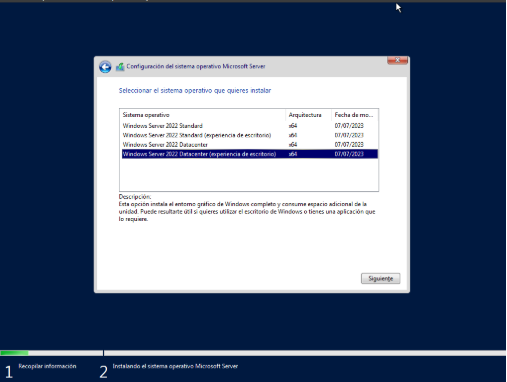 Configuración del sistema operativo Microsoft Server
Seleccionar el sistema operativo que quieres instalar
Sistema operativo Arquitectura Fecha de mo...
Windows Server 2022 Standard x64 07/07/2023
Windows Server 2022 Standard (experiencia de escritorio) x64 07/07/2023
Windows Server 2022 Datacenter x64 07/07/2023
Windows Server 2022 Datacenter (experiencia de escritorio) x64 07/07/2023
Descripción:
Esta opción instala el entorno gráfico de Windows completo y consume espacio adicional de la
unidad. Puede resultarte útil si quieres utilizar el escritorio de Windows o tienes una aplicación que
lo requiere.
Siguiente
1 Recopilar información 2 Instalando el sistema operativo Microsoft Server